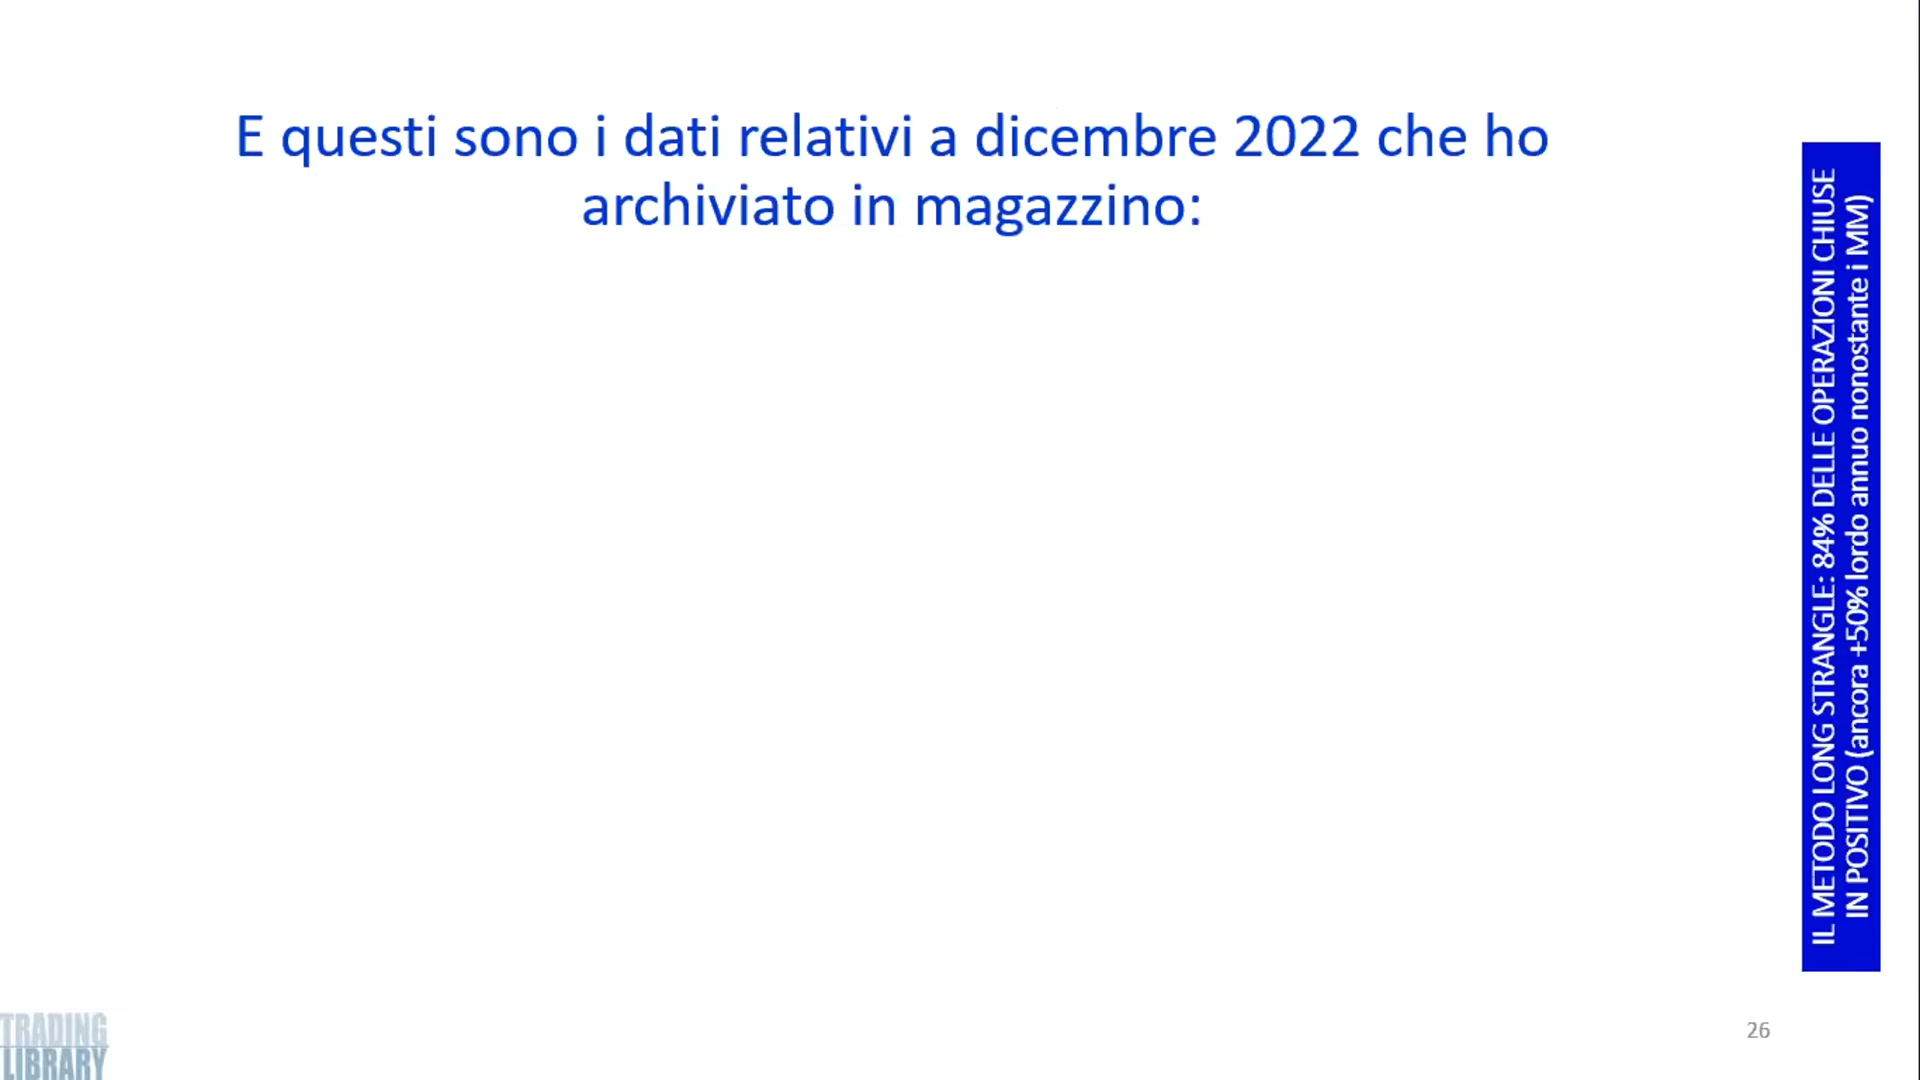 E questi sono i dati relativi a dicembre 2022 che ho
archiviato in magazzino:
IL METODO LONG STRANGLE: 84% DELLE OPERAZIONI CHIUSE
IN POSITIVO (ancora +50% lordo annuo nonostante i MM)
TRADING
LIBRARY
26